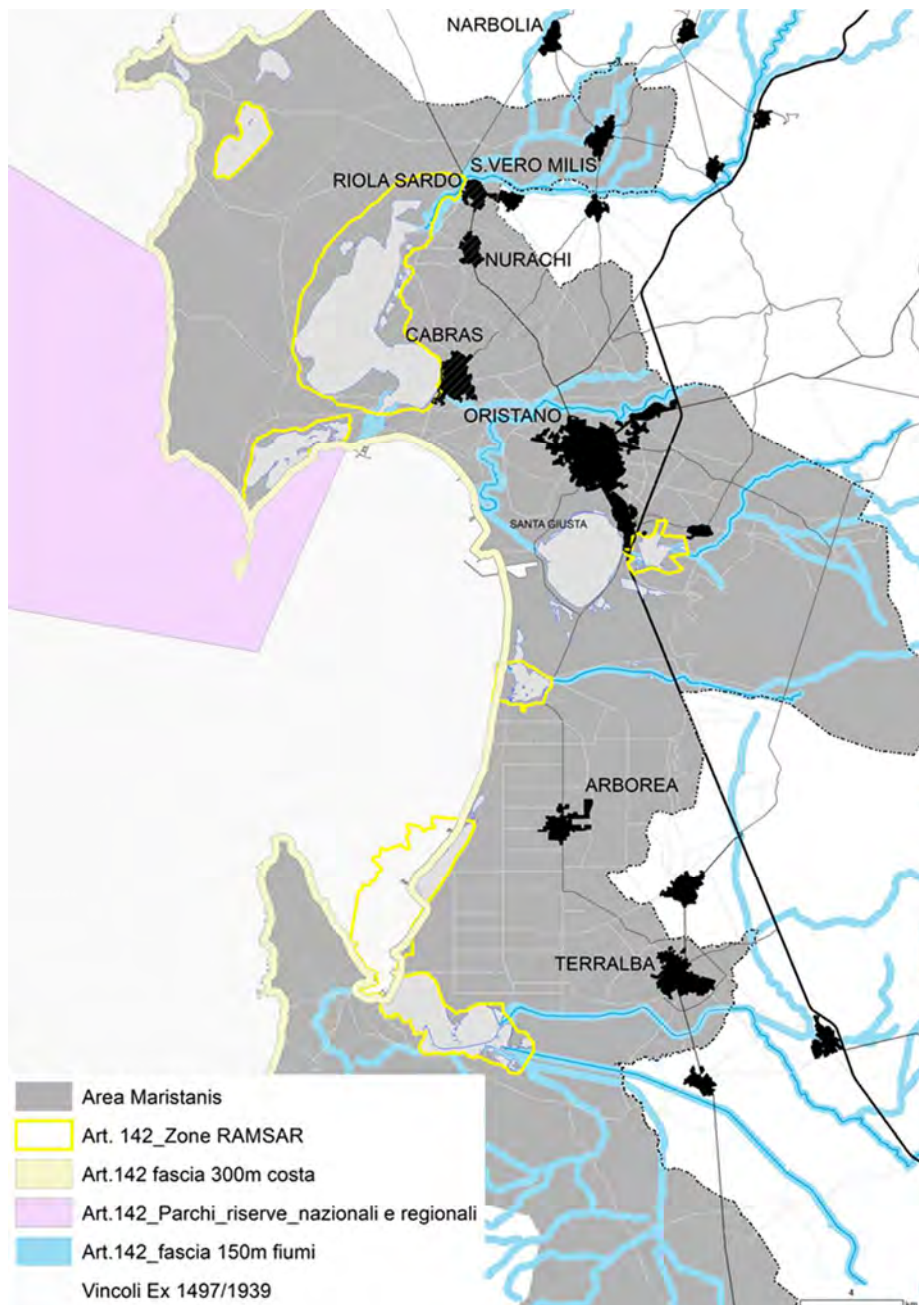 NARBOLIA
S.VERO MILIS
RIOLA SARDO
NURACHI
CABRAS
ORISTANO
SANTA GIUSTA
ARBOREA
TERRALBA
Area Maristanis
Art. 142_Zone RAMSAR
Art.142 fascia 300m costa
Art.142_Parchi_riserve_nazionali e regionali
Art.142_fascia 150m fiumi
Vincoli Ex 1497/1939
4